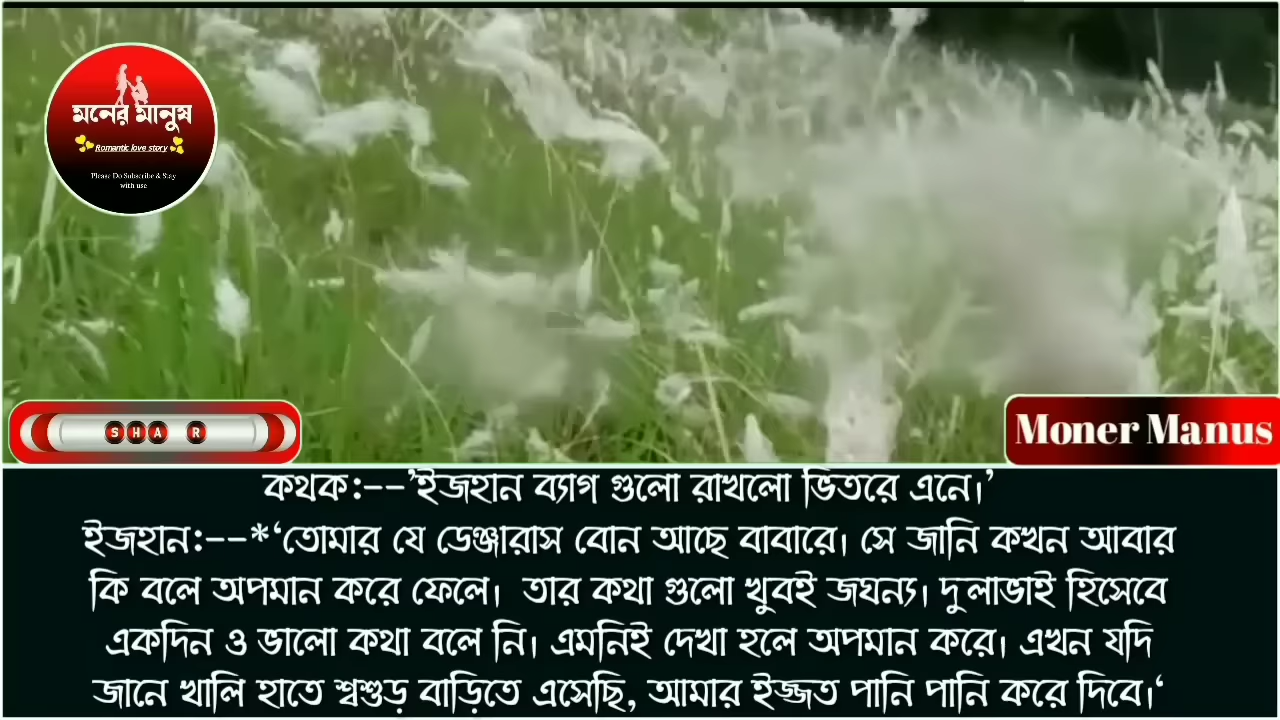 মনের মানুষ
Romantic love story
Please Do Subscribe & Stay
with use
S H A R
Moner Manus
কথক:--’ইজহান ব্যাগ গুলো রাখলো ভিতরে এনে।’
ইজহান:--*‘তোমার যে ডেঞ্জারাস বোন আছে বাবারে। সে জানি কখন আবার
কি বলে অপমান করে ফেলে। তার কথা গুলো খুবই জঘন্য। দুলাভাই হিসেবে
একদিন ও ভালো কথা বলে নি। এমনিই দেখা হলে অপমান করে। এখন যদি
জানে খালি হাতে শ্বশুড় বাড়িতে এসেছি, আমার ইজ্জত পানি পানি করে দিবে।‘